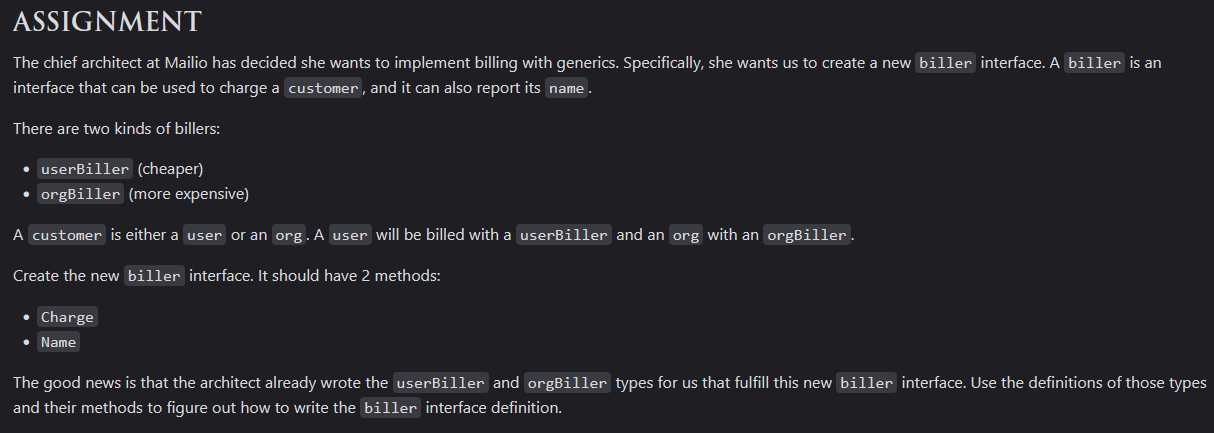 ASSIGNMENT
The chief architect at Mailio has decided she wants to implement billing with generics. Specifically, she wants us to create a new biller interface. A biller is an
interface that can be used to charge a customer, and it can also report its name.
There are two kinds of billers:
• userBiller (cheaper)
• orgBiller (more expensive)
A customer is either a user or an org. A user will be billed with a userBiller and an org with an orgBiller.
Create the new biller interface. It should have 2 methods:
• Charge
• Name
The good news is that the architect already wrote the userBiller and orgBiller types for us that fulfill this new biller interface. Use the definitions of those types
and their methods to figure out how to write the biller interface definition.